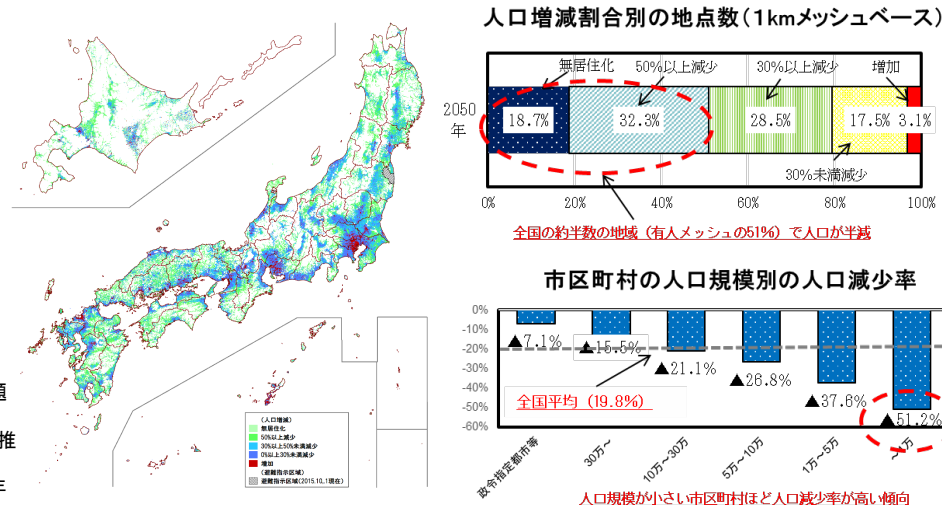 人口増減割合別の地点数（1kmメッシュベース）
無居住化
50%以上減少
30%以上減少
増加
2050
年
18.7%
32.3%
28.5%
17.5%
3.1%
30%未満減少
0%
20%
40%
60%
80%
100%
全国の約半数の地域（有人メッシュの51%）で人口が半減
市区町村の人口規模別の人口減少率
0%
-10%
-20%
-30%
-40%
-50%
-60%
▲7.1%
▲15.5%
▲21.1%
▲26.8%
▲37.6%
▲51.2%
全国平均（19.8%）
政令指定都市等
30万～
10万～30万
5万～10万
1万～5万
～1万
人口規模が小さい市区町村ほど人口減少率が高い傾向
（人口増減）
無居住化
50%以上減少
30%以上50%未満減少
0%以上30%未満減少
増加
（避難指示区域）
避難指示区域（2015.10.1現在）
推